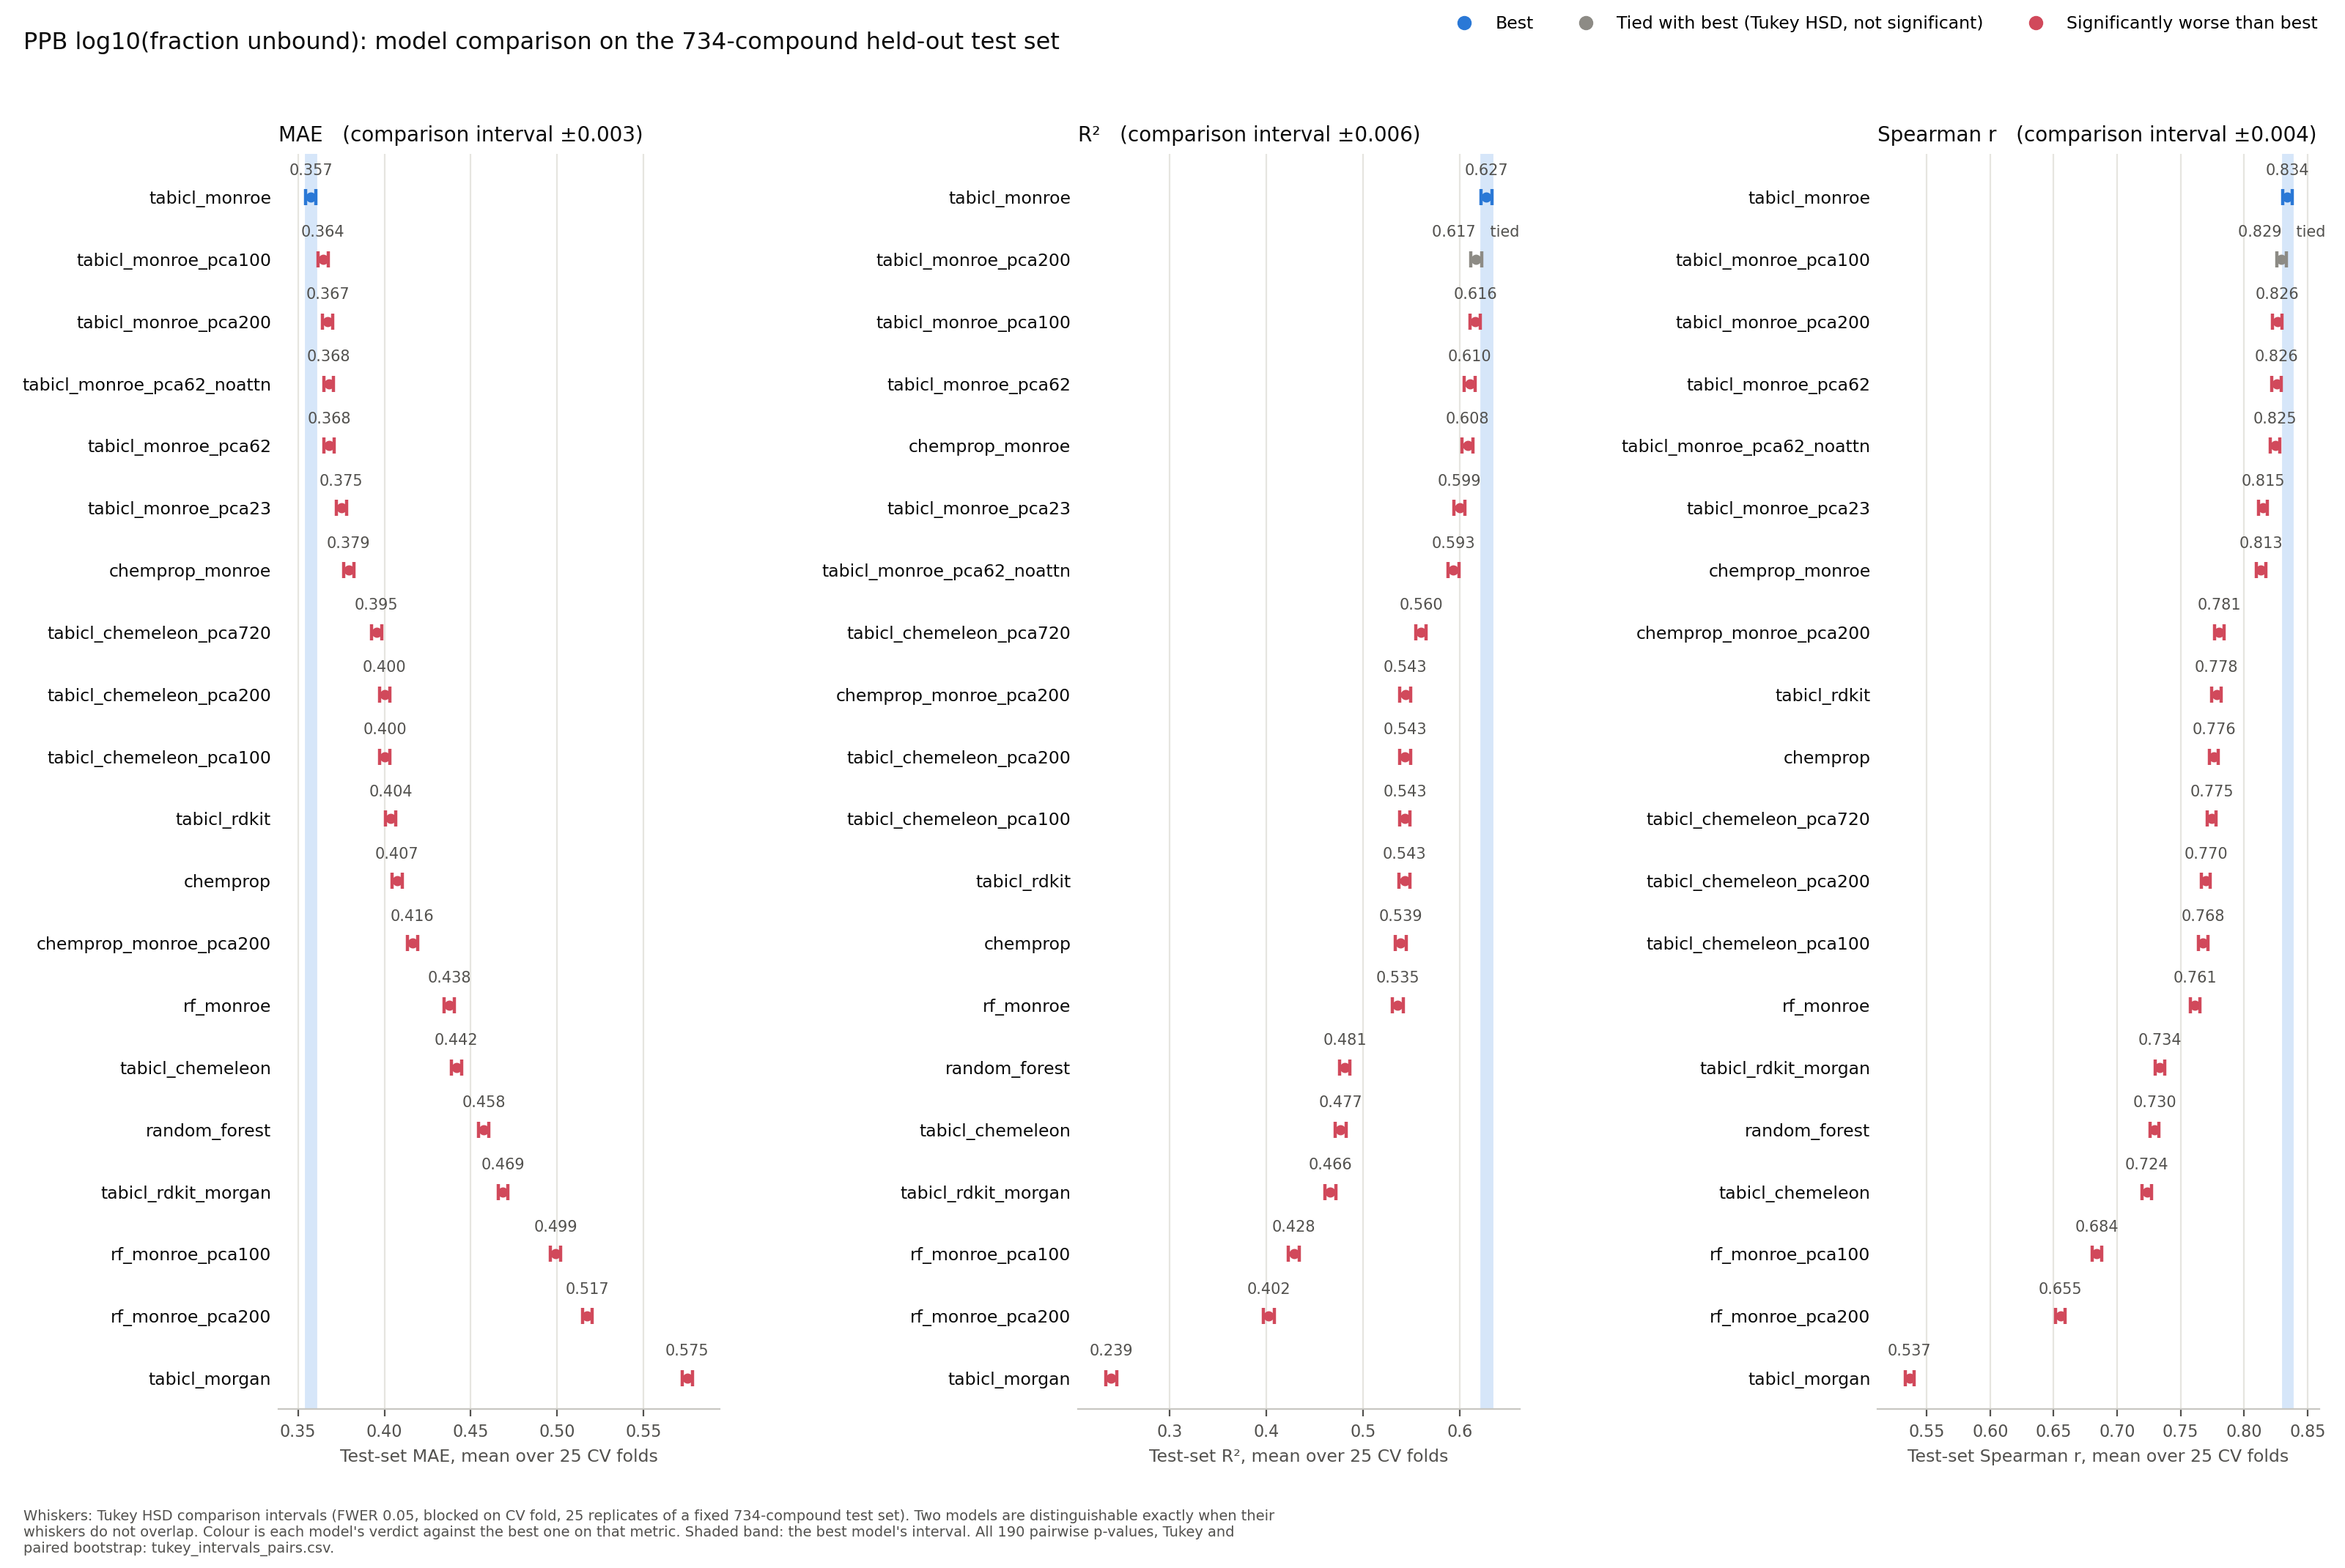 PPB log10(fraction unbound): model comparison on the 734-compound held-out test set
Best
Tied with best (Tukey HSD, not significant)
Significantly worse than best
MAE (comparison interval ±0.003)
0.357
tabicl_monroe
0.364
tabicl_monroe_pca100
0.367
tabicl_monroe_pca200
0.368
tabicl_monroe_pca62_noattn
0.368
tabicl_monroe_pca62
0.375
tabicl_monroe_pca23
0.379
chemprop_monroe
0.395
tabicl_chemeleon_pca720
0.400
tabicl_chemeleon_pca200
0.400
tabicl_chemeleon_pca100
0.404
tabicl_rdkit
0.407
chemprop
0.416
chemprop_monroe_pca200
0.438
rf_monroe
0.442
tabicl_chemeleon
0.458
random_forest
0.469
tabicl_rdkit_morgan
0.499
rf_monroe_pca100
0.517
rf_monroe_pca200
0.575
tabicl_morgan
0.35 0.40 0.45 0.50 0.55
Test-set MAE, mean over 25 CV folds
R² (comparison interval ±0.006)
0.627
tabicl_monroe
0.617 tied
tabicl_monroe_pca200
0.616
tabicl_monroe_pca100
0.610
tabicl_monroe_pca62
0.608
chemprop_monroe
0.599
tabicl_monroe_pca23
0.593
tabicl_monroe_pca62_noattn
0.560
tabicl_chemeleon_pca720
0.543
chemprop_monroe_pca200
0.543
tabicl_chemeleon_pca200
0.543
tabicl_chemeleon_pca100
0.543
tabicl_rdkit
0.539
chemprop
0.535
rf_monroe
0.481
random_forest
0.477
tabicl_chemeleon
0.466
tabicl_rdkit_morgan
0.428
rf_monroe_pca100
0.402
rf_monroe_pca200
0.239
tabicl_morgan
0.3 0.4 0.5 0.6
Test-set R², mean over 25 CV folds
Spearman r (comparison interval ±0.004)
0.834
tabicl_monroe
0.829 tied
tabicl_monroe_pca100
0.826
tabicl_monroe_pca200
0.826
tabicl_monroe_pca62
0.825
tabicl_monroe_pca62_noattn
0.815
tabicl_monroe_pca23
0.813
chemprop_monroe
0.781
chemprop_monroe_pca200
0.778
tabicl_rdkit
0.776
chemprop
0.775
tabicl_chemeleon_pca720
0.770
tabicl_chemeleon_pca200
0.768
tabicl_chemeleon_pca100
0.761
rf_monroe
0.734
tabicl_rdkit_morgan
0.730
random_forest
0.724
tabicl_chemeleon
0.684
rf_monroe_pca100
0.655
rf_monroe_pca200
0.537
tabicl_morgan
0.55 0.60 0.65 0.70 0.75 0.80 0.85
Test-set Spearman r, mean over 25 CV folds
Whiskers: Tukey HSD comparison intervals (FWER 0.05, blocked on CV fold, 25 replicates of a fixed 734-compound test set). Two models are distinguishable exactly when their
whiskers do not overlap. Colour is each model's verdict against the best one on that metric. Shaded band: the best model's interval. All 190 pairwise p-values, Tukey and
paired bootstrap: tukey_intervals_pairs.csv.